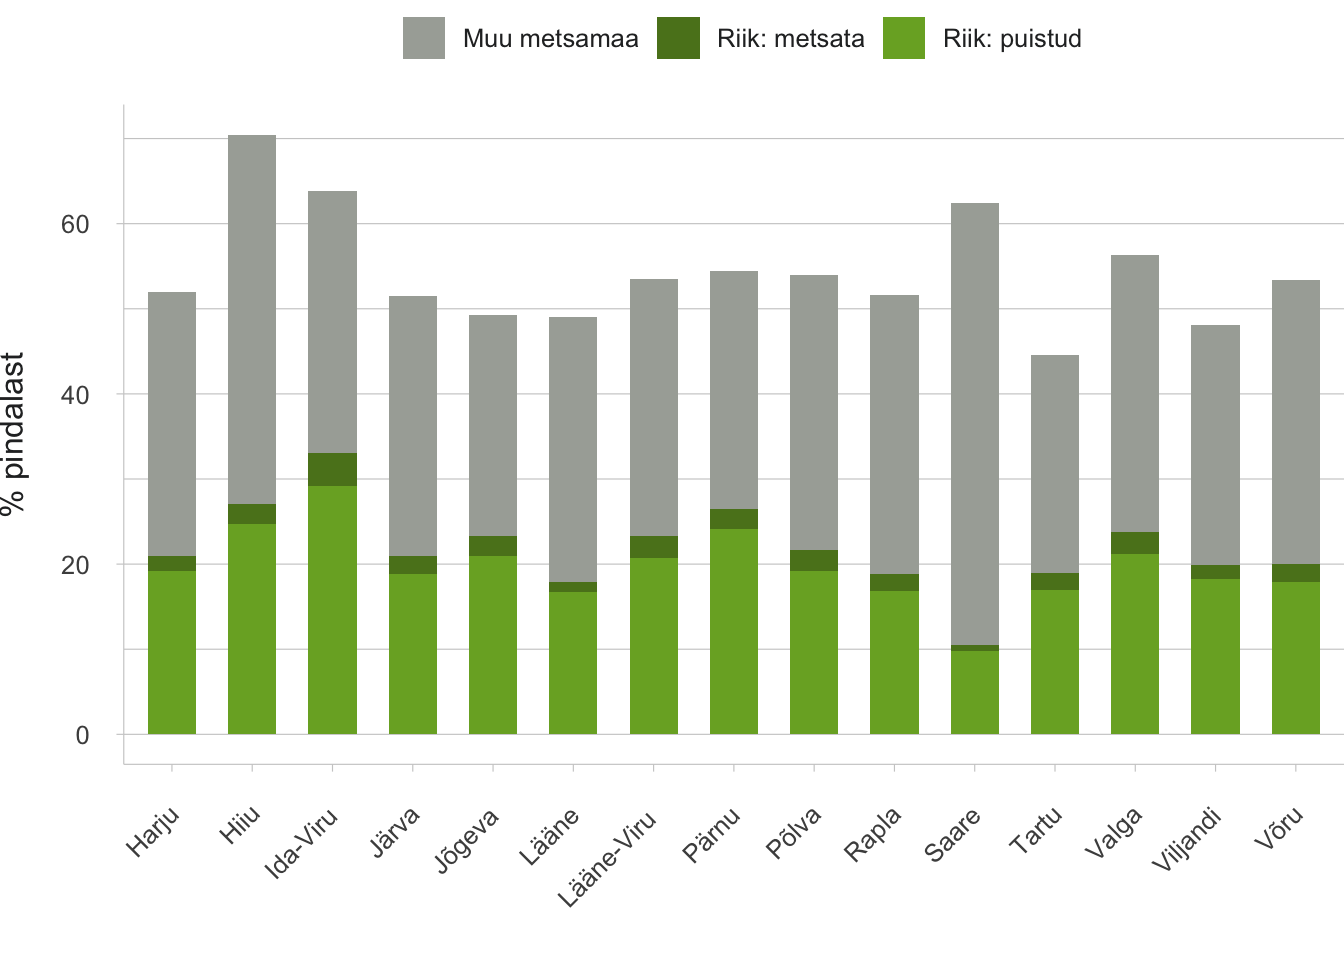 Muu metsamaa Riik: metsata Riik: puistud
% pindalast
60
40
20
0
Harju Hiiu Ida-Viru Järva Jõgeva Lääne Lääne-Viru Pärnu Põlva Rapla Saare Tartu Valga Viljandi Võru